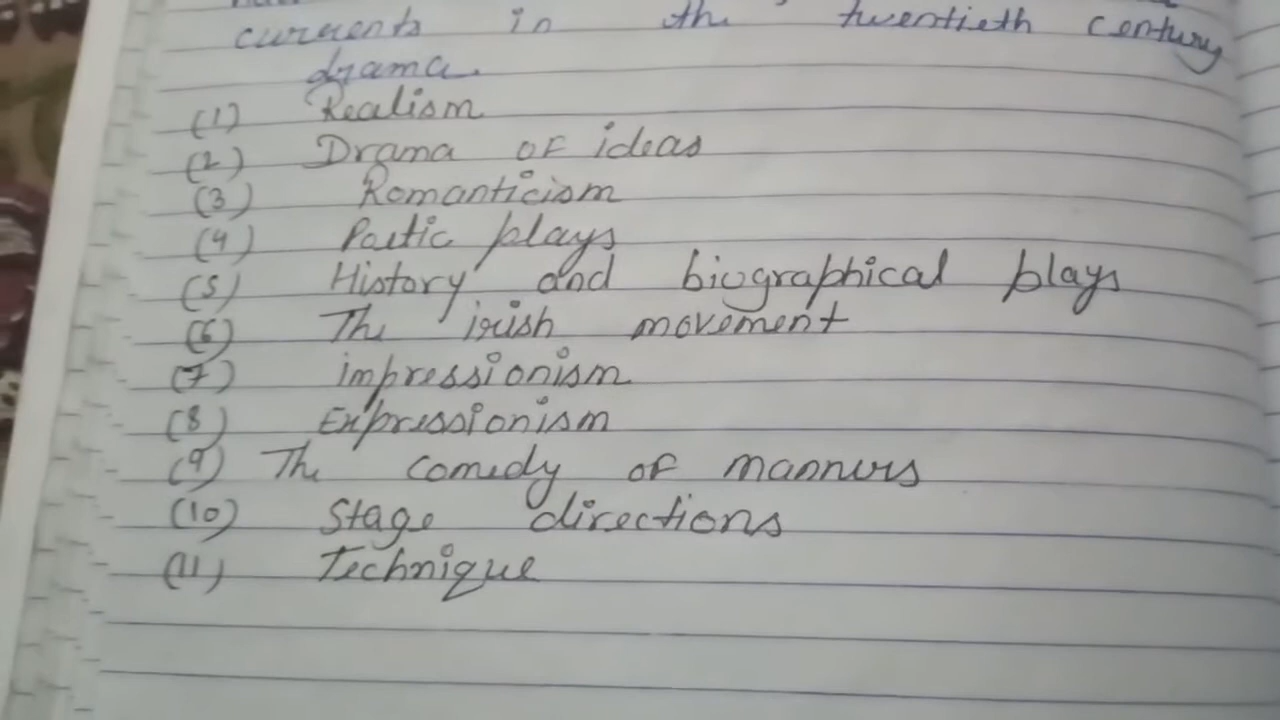 currents in the twentieth century
drama.
(1) Realism
(2) Drama of ideas
(3) Romanticism
(4) Poetic plays
(5) History and biographical plays
(6) The irish movement
(7) impressionism
(8) Expressionism
(9) The comedy of manners
(10) Stage directions
(11) Technique